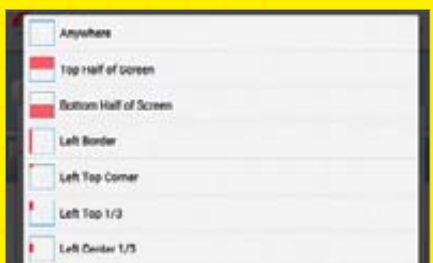 Anywhere
Top Half of Screen
Bottom Half of Screen
Left Border
Left Top Corner
Left Top 1/3
Left Center 1/3